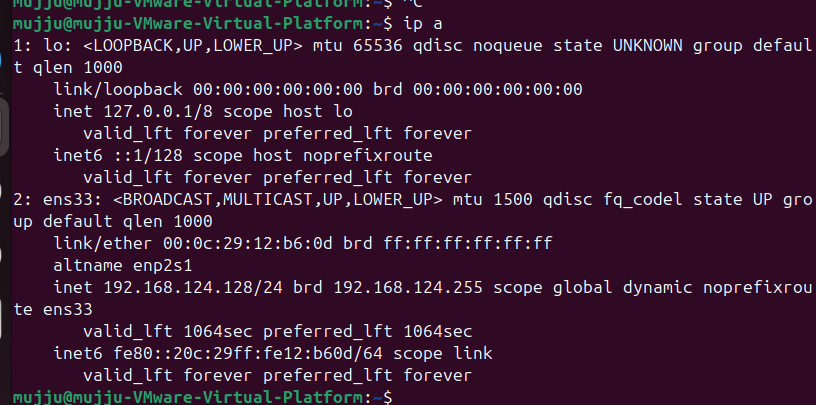 mujju@mujju-VMware-Virtual-Platform:~$ ^C
mujju@mujju-VMware-Virtual-Platform:~$ ip a
1: lo: <LOOPBACK,UP,LOWER_UP> mtu 65536 qdisc noqueue state UNKNOWN group defaul
t qlen 1000
    link/loopback 00:00:00:00:00:00 brd 00:00:00:00:00:00
    inet 127.0.0.1/8 scope host lo
       valid_lft forever preferred_lft forever
    inet6 ::1/128 scope host noprefixroute
       valid_lft forever preferred_lft forever
2: ens33: <BROADCAST,MULTICAST,UP,LOWER_UP> mtu 1500 qdisc fq_codel state UP gro
up default qlen 1000
    link/ether 00:0c:29:12:b6:0d brd ff:ff:ff:ff:ff:ff
    altname enp2s1
    inet 192.168.124.128/24 brd 192.168.124.255 scope global dynamic noprefixrou
te ens33
       valid_lft 1064sec preferred_lft 1064sec
    inet6 fe80::20c:29ff:fe12:b60d/64 scope link
       valid_lft forever preferred_lft forever
mujju@mujju-VMware-Virtual-Platform:~$